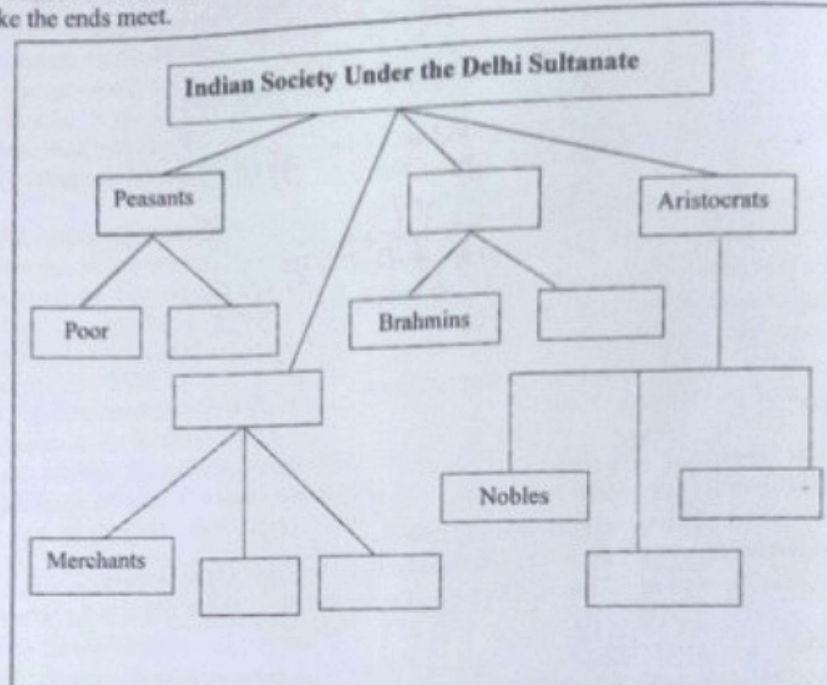 ke the ends meet.
Indian Society Under the Delhi Sultanate
Peasants
Aristocrats
Poor
Brahmins
Nobles
Merchants